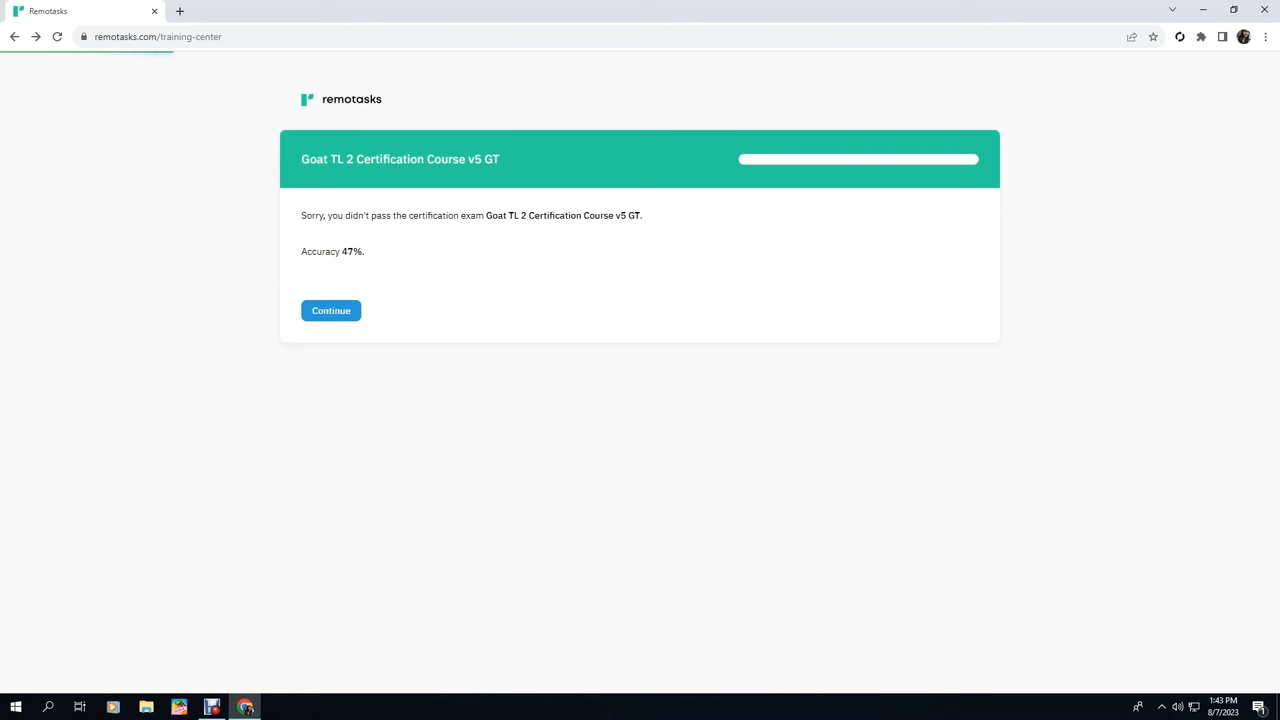 Remotasks
remotasks.com/training-center
remotasks
Goat TL 2 Certification Course v5 GT
Sorry, you didn't pass the certification exam Goat TL 2 Certification Course v5 GT.
Accuracy 47%.
Continue
1:43 PM
8/7/2023
1